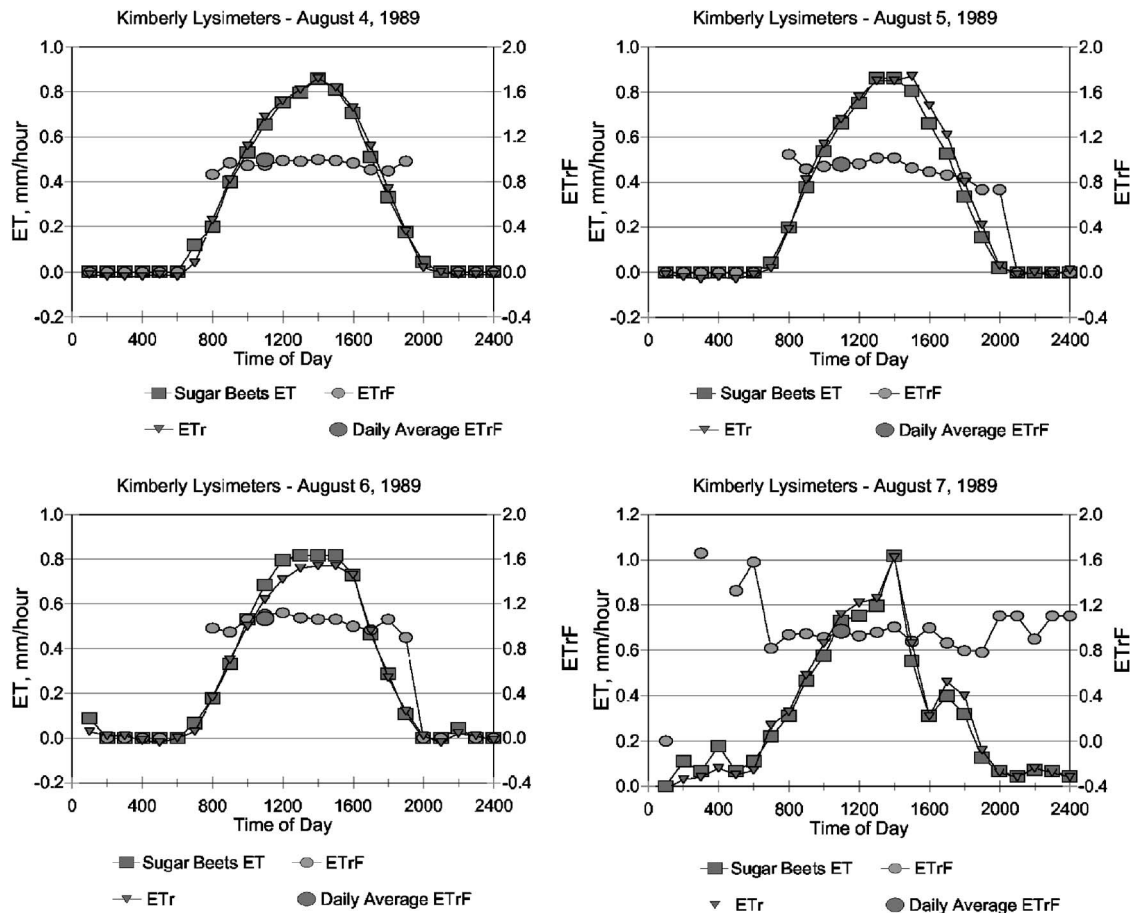 Kimberly Lysimeters - August 4, 1989
1.0
0.8
0.6
0.4
0.2
0.0
-0.2
2.0
1.6
1.2
0.8
0.4
0.0
-0.4
ET, mm/hour
ETrF
0 400 800 1200 1600 2000 2400
Time of Day
Sugar Beets ET
ETrF
ETr
Daily Average ETrF
Kimberly Lysimeters - August 5, 1989
1.0
0.8
0.6
0.4
0.2
0.0
-0.2
2.0
1.6
1.2
0.8
0.4
0.0
-0.4
ET, mm/hour
ETrF
0 400 800 1200 1600 2000 2400
Time of Day
Sugar Beets ET
ETrF
ETr
Daily Average ETrF
Kimberly Lysimeters - August 6, 1989
1.0
0.8
0.6
0.4
0.2
0.0
-0.2
2.0
1.6
1.2
0.8
0.4
0.0
-0.4
ET, mm/hour
ETrF
0 400 800 1200 1600 2000 2400
Time of Day
Sugar Beets ET
ETrF
ETr
Daily Average ETrF
Kimberly Lysimeters - August 7, 1989
1.2
1.0
0.8
0.6
0.4
0.2
0.0
2.0
1.6
1.2
0.8
0.4
0.0
-0.4
ET, mm/hour
ETrF
0 400 800 1200 1600 2000 2400
Time of Day
Sugar Beets ET
ETrF
ETr
Daily Average ETrF